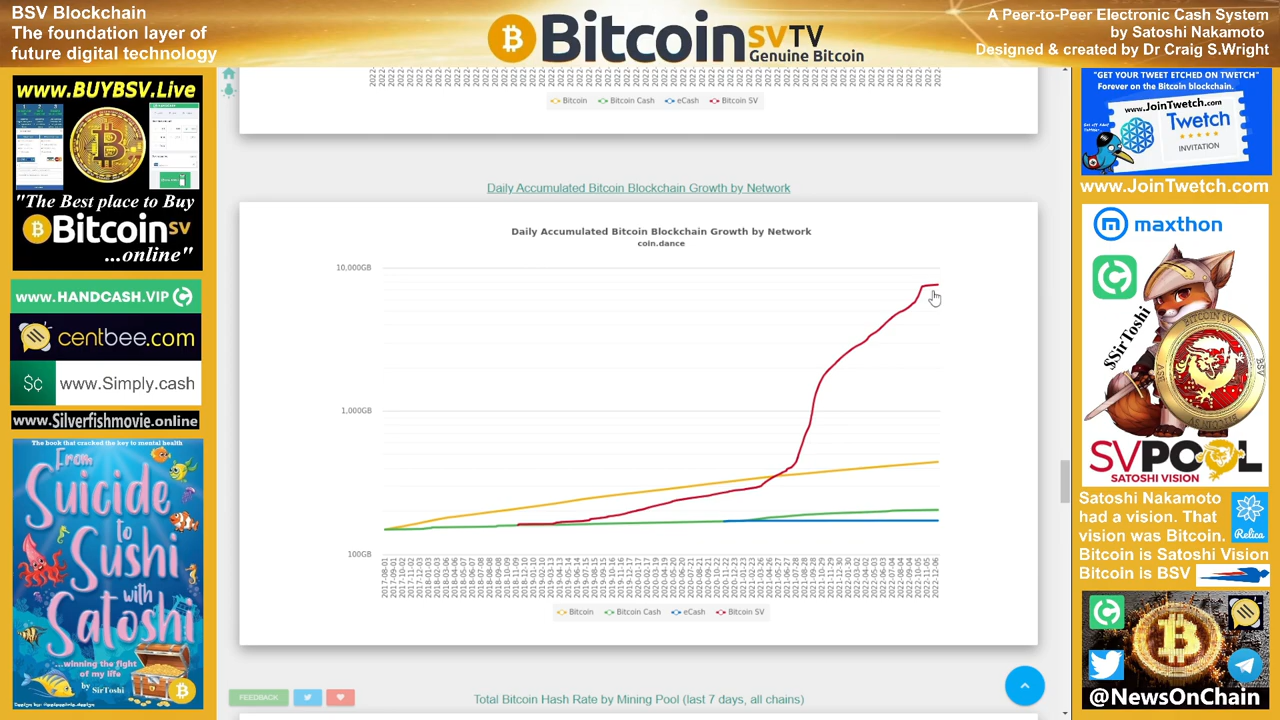 BSV Blockchain
The foundation layer of
future digital technology
Bitcoin SV TV
Genuine Bitcoin
A Peer-to-Peer Electronic Cash System
by Satoshi Nakamoto
Designed & created by Dr Craig S.Wright
www.BUYBSV.Live
"The Best place to Buy
Bitcoin SV
...online"
www.HANDCASH.VIP
centbee.com
$c www.Simply.cash
www.Silverfishmovie.online
The book that cracked the key to mental health
From
Suicide
to
Sushi
with
Satoshi
...winning the fight
of my life
by SirToshi
Bitcoin
Bitcoin Cash
eCash
Bitcoin SV
Daily Accumulated Bitcoin Blockchain Growth by Network
Daily Accumulated Bitcoin Blockchain Growth by Network
coin.dance
10,000GB
1,000GB
100GB
Bitcoin
Bitcoin Cash
eCash
Bitcoin SV
FEEDBACK
Total Bitcoin Hash Rate by Mining Pool (last 7 days, all chains)
"GET YOUR TWEET ETCHED ON TWETCH"
Forever on the Bitcoin blockchain.
www.JoinTwetch.com
Twetch
INVITATION
www.JoinTwetch.com
maxthon
$SirToshi
BITCOIN SV
BSV
SVPOOL
SATOSHI VISION
Satoshi Nakamoto
had a vision. That
vision was Bitcoin.
Bitcoin is Satoshi Vision
Bitcoin is BSV
Relica
@NewsOnChain